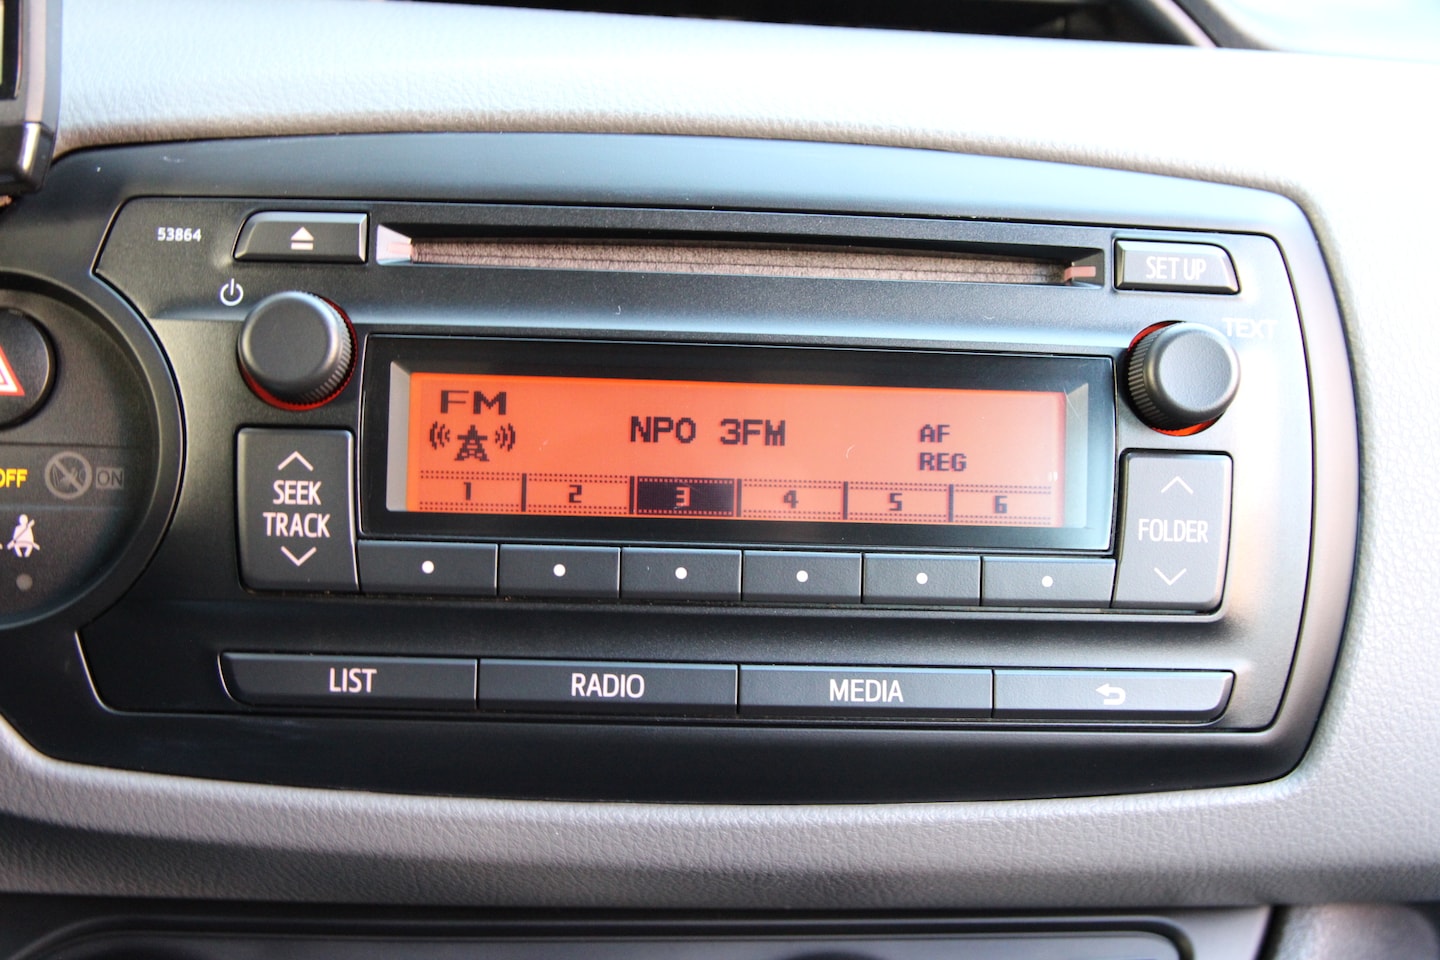 53864
SET UP
TEXT
FM
NPO 3FM
AF
REG
1 2 3 4 5 6
SEEK
TRACK
FOLDER
OFF
ON
LIST RADIO MEDIA